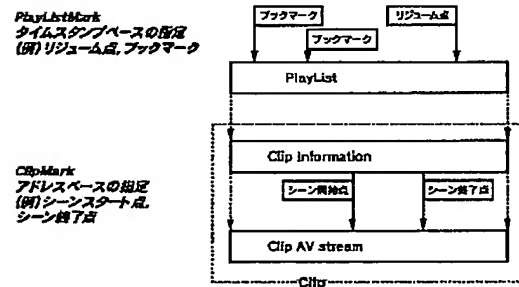 PlayListMark
タイムスタンプベースの指定
(例)リジューム点, ブックマーク
ブックマーク
リジューム点
ブックマーク
PlayList
Clip Information
ClipMark
アドレスベースの指定
(例)シーンスタート点,
シーン終了点
シーン開始点
シーン終了点
Clip AV stream
Clip